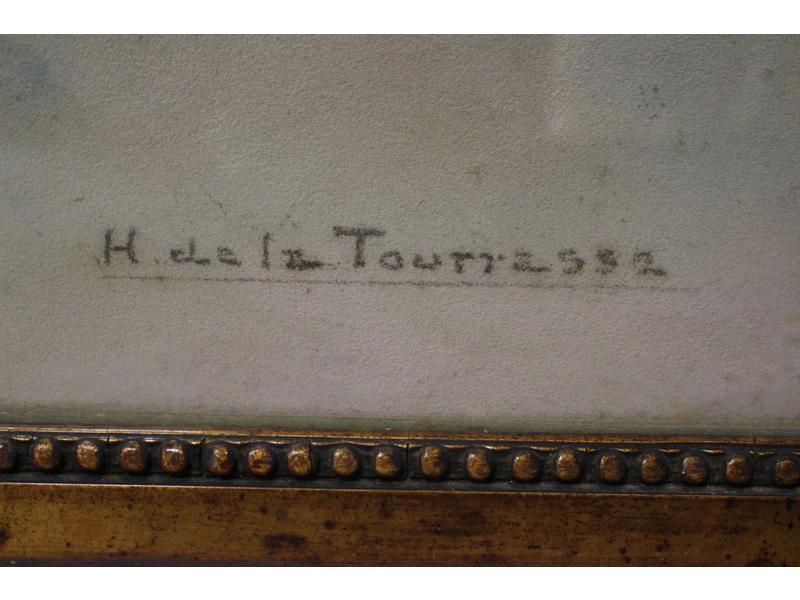 H. de la Tourrasse